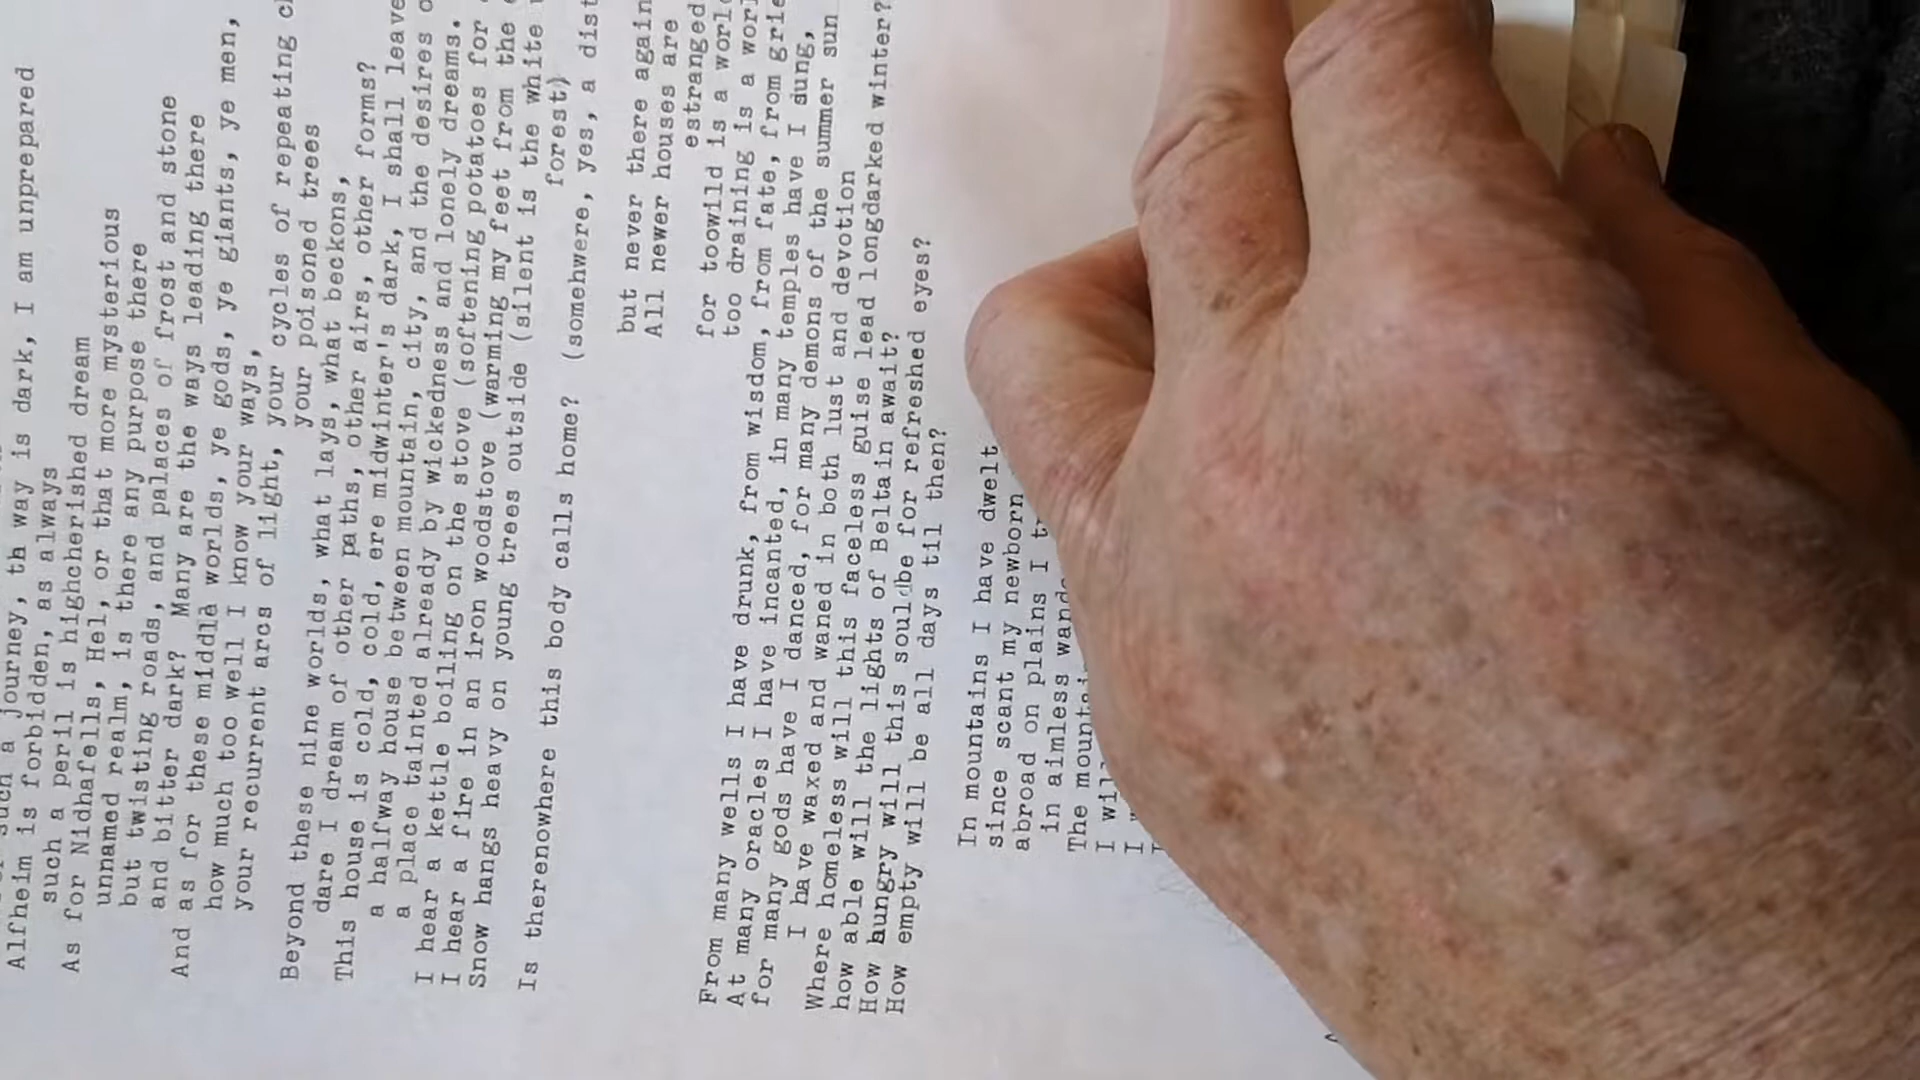 such a journey, th way is dark, I am unprepared
Alfheim is forbidden, as always
such a peril is highcherished dream
As for Nidhafells, Hel, or that more mysterious
unnamed realm, is there any purpose there
but twisting roads, and palaces of frost and stone
and bitter dark? Many are the ways leading there
And as for these middlè worlds, ye gods, ye giants, ye men,
how much too well I know your ways,
your recurrent arcs of light, your cycles of repeating
your poisoned trees
Beyond these nine worlds, what lays, what beckons,
dare I dream of other paths, other airs, other forms?
This house is cold, cold, ere midwinter's dark, I shall leave
a halfway house between mountain, city, and the desires
a place tainted already by wickedness and lonely dreams.
I hear a kettle boiling on the stove (softening potatoes for
I hear a fire in an iron woodstove (warming my feet from the
Snow hangs heavy on young trees outside (silent is the white
forest)
Is therenowhere this body calls home? (somehwere, yes, a
but never there again
All newer houses are
estranged
for toowild is a
too draining is a
From many wells I have drunk, from wisdom, from fate, from
At many oracles I have incanted, in many temples have I sung,
for many gods have I danced, for many demons of the summer sun
I have waxed and waned in both lust and devotion
Where homeless will this faceless guise lead longdarked winter?
how able will the lights of Beltain await?
How hungry will this soul be for refreshed eyes?
How empty will be all days til then?
In mountains I have dwelt
since scant my newborn
abroad on plains I
in aimless
The
I
I